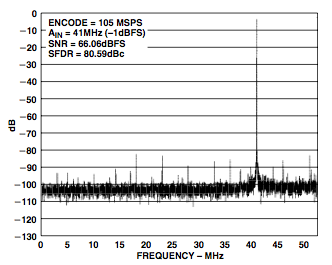 ENCODE = 105 MSPS
AIN = 41MHz (–1dBFS)
SNR = 66.06dBFS
SFDR = 80.59dBc
0
–10
–20
–30
–40
–50
–60
–70
–80
–90
–100
–110
–120
–130
dB
0 5 10 15 20 25 30 35 40 45 50
FREQUENCY – MHz